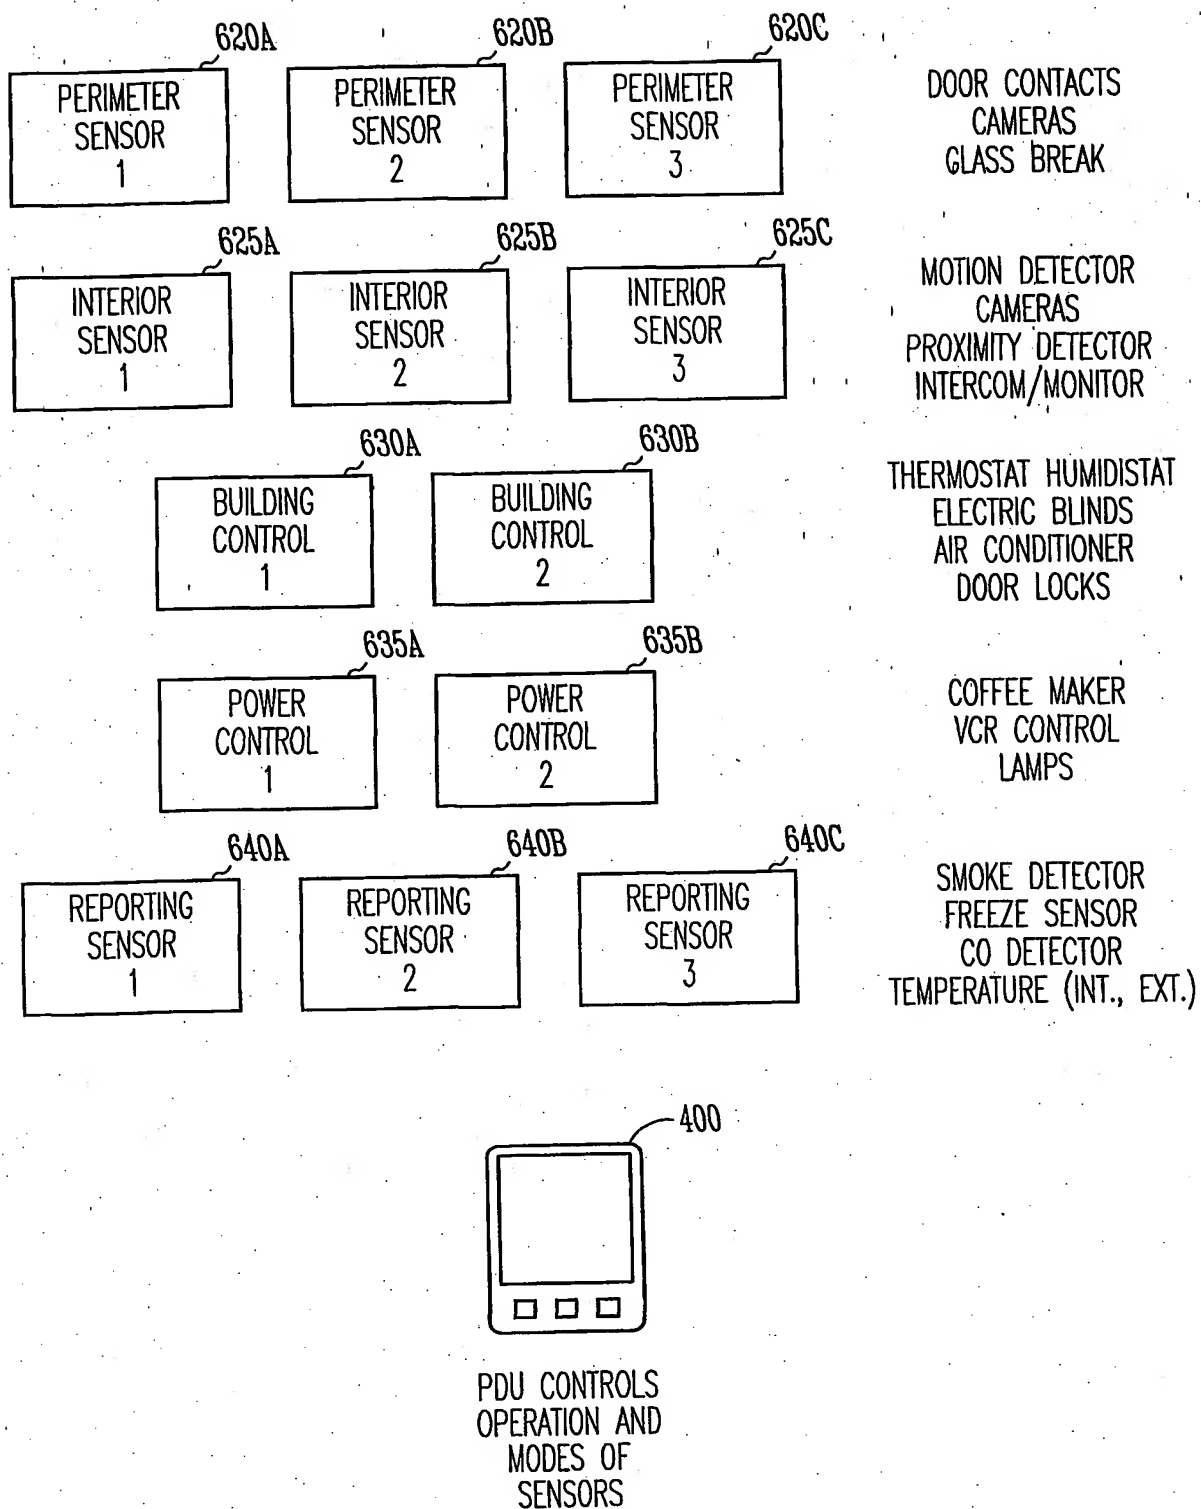 620A 620B 620C
PERIMETER SENSOR 1
PERIMETER SENSOR 2
PERIMETER SENSOR 3
DOOR CONTACTS
CAMERAS
GLASS BREAK
625A 625B 625C
INTERIOR SENSOR 1
INTERIOR SENSOR 2
INTERIOR SENSOR 3
MOTION DETECTOR
CAMERAS
PROXIMITY DETECTOR
INTERCOM/MONITOR
630A 630B
BUILDING CONTROL 1
BUILDING CONTROL 2
THERMOSTAT HUMIDISTAT
ELECTRIC BLINDS
AIR CONDITIONER
DOOR LOCKS
635A 635B
POWER CONTROL 1
POWER CONTROL 2
COFFEE MAKER
VCR CONTROL
LAMPS
640A 640B 640C
REPORTING SENSOR 1
REPORTING SENSOR 2
REPORTING SENSOR 3
SMOKE DETECTOR
FREEZE SENSOR
CO DETECTOR
TEMPERATURE (INT., EXT.)
400
PDU CONTROLS
OPERATION AND
MODES OF
SENSORS